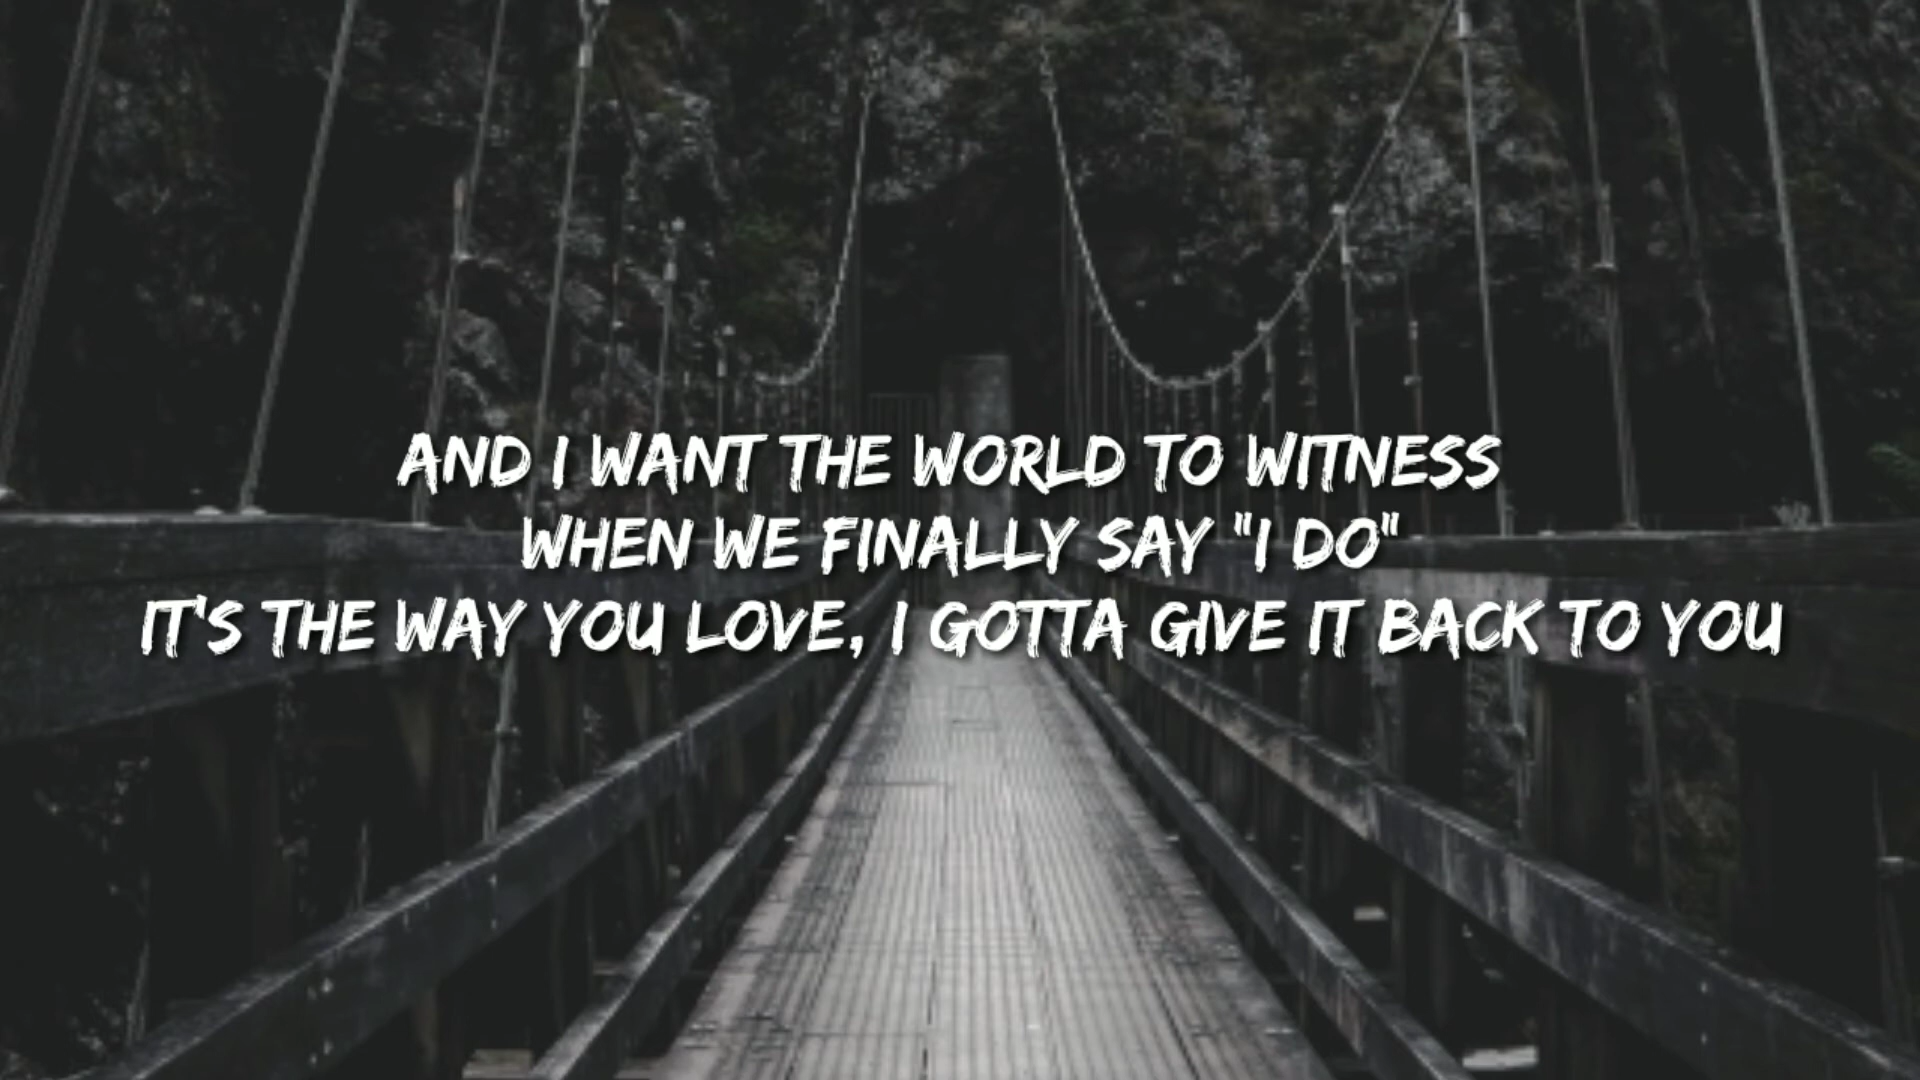 AND I WANT THE WORLD TO WITNESS
WHEN WE FINALLY SAY "I DO"
IT'S THE WAY YOU LOVE, I GOTTA GIVE IT BACK TO YOU